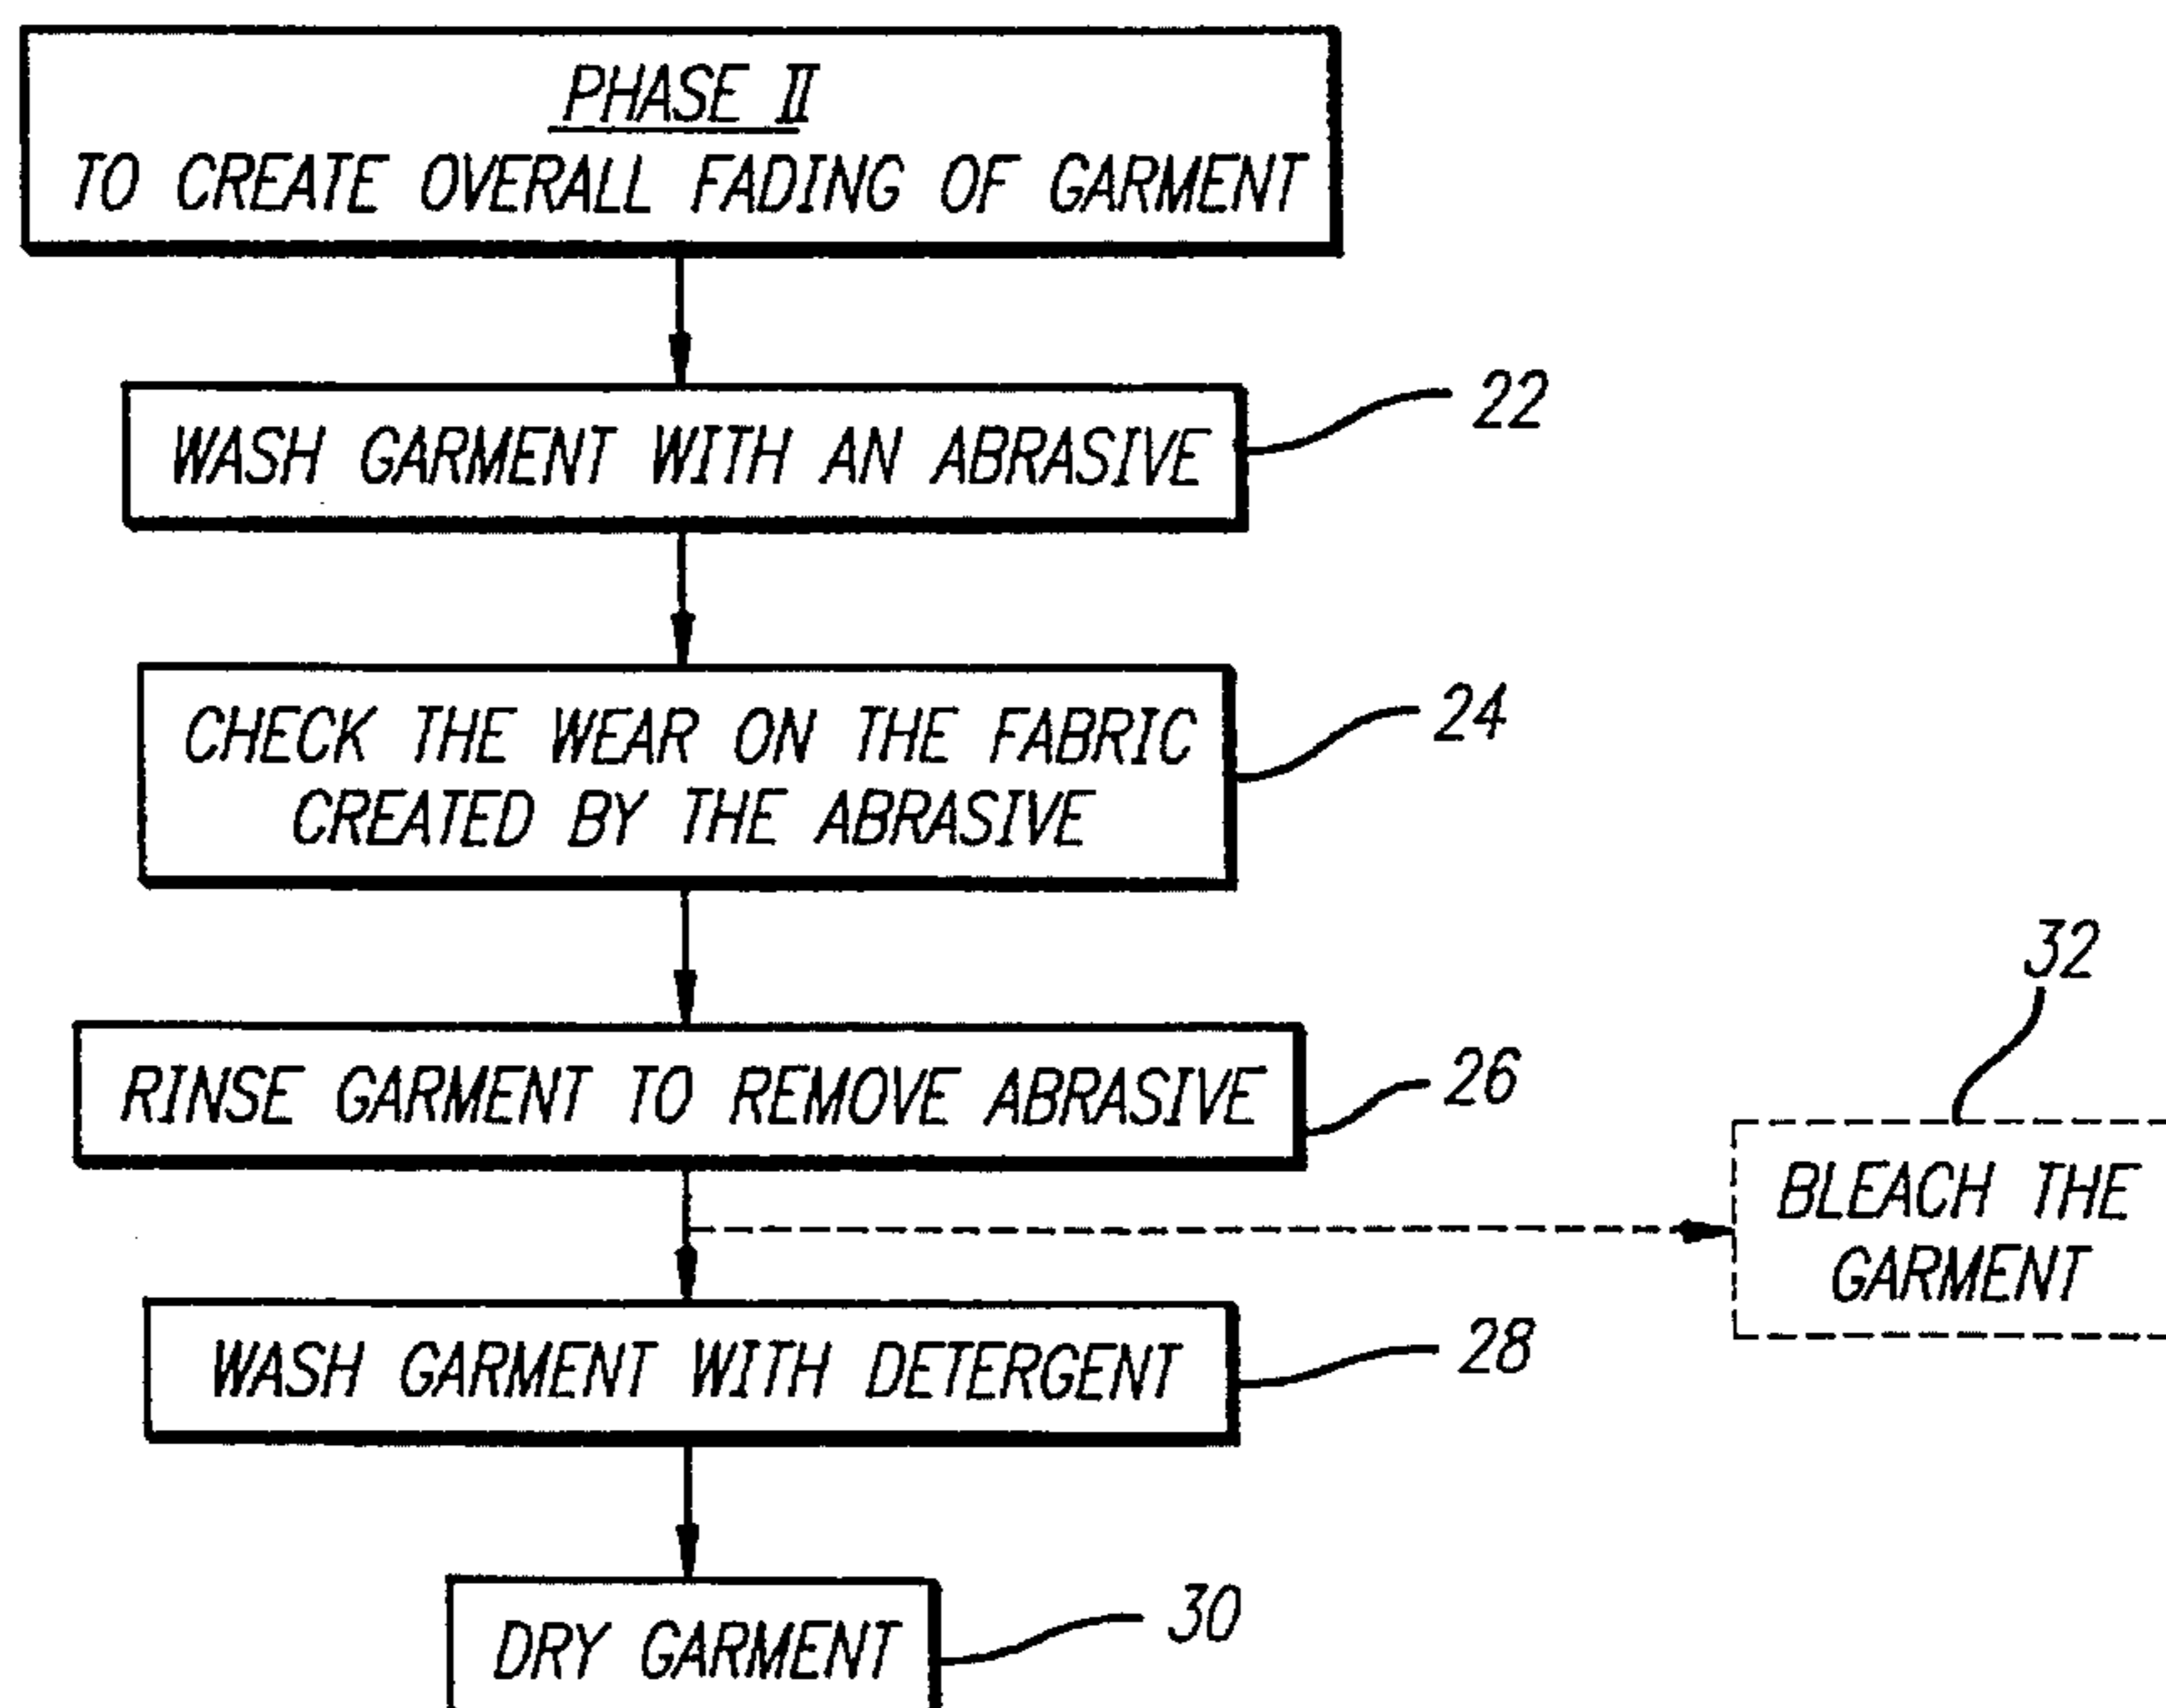 PHASE II
TO CREATE OVERALL FADING OF GARMENT
WASH GARMENT WITH AN ABRASIVE
22
CHECK THE WEAR ON THE FABRIC
CREATED BY THE ABRASIVE
24
RINSE GARMENT TO REMOVE ABRASIVE
26
32
BLEACH THE
GARMENT
WASH GARMENT WITH DETERGENT
28
DRY GARMENT
30